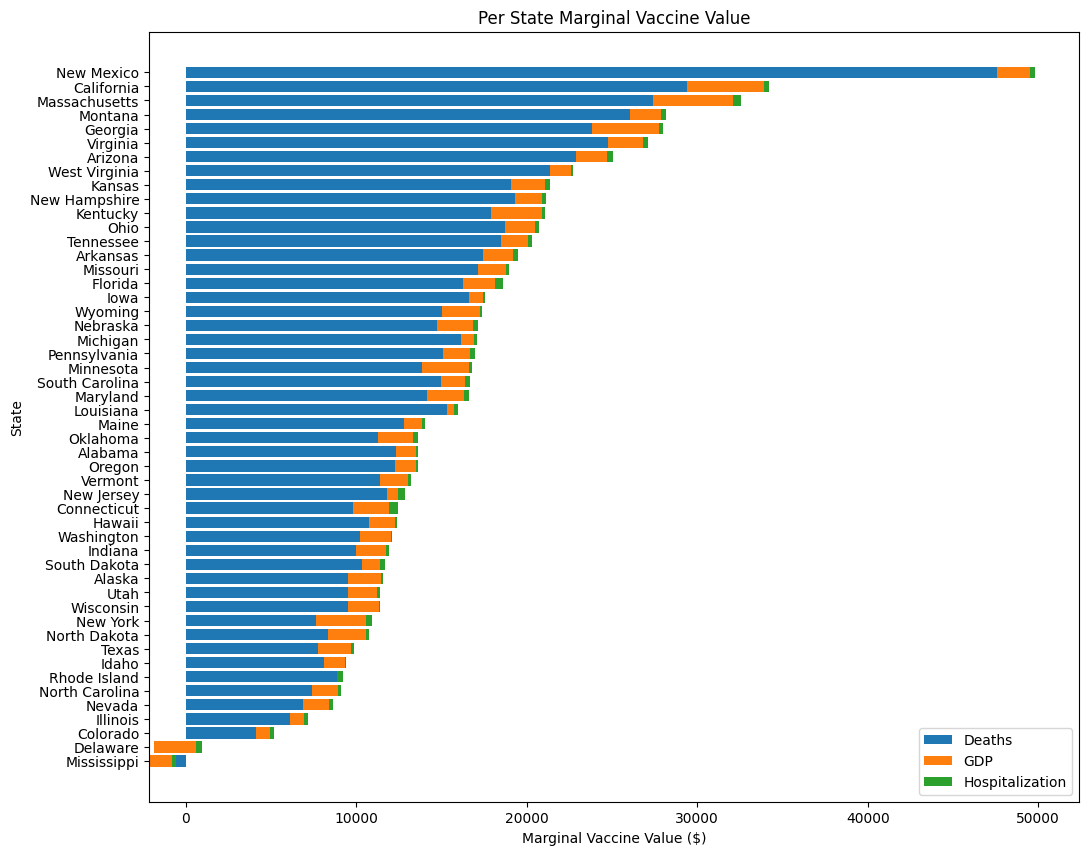 Per State Marginal Vaccine Value
New Mexico
California
Massachusetts
Montana
Georgia
Virginia
Arizona
West Virginia
Kansas
New Hampshire
Kentucky
Ohio
Tennessee
Arkansas
Missouri
Florida
Iowa
Wyoming
Nebraska
Michigan
Pennsylvania
Minnesota
South Carolina
Maryland
Louisiana
Maine
Oklahoma
Alabama
Oregon
Vermont
New Jersey
Connecticut
Hawaii
Washington
Indiana
South Dakota
Alaska
Utah
Wisconsin
New York
North Dakota
Texas
Idaho
Rhode Island
North Carolina
Nevada
Illinois
Colorado
Delaware
Mississippi
State
Deaths
GDP
Hospitalization
0 10000 20000 30000 40000 50000
Marginal Vaccine Value ($)